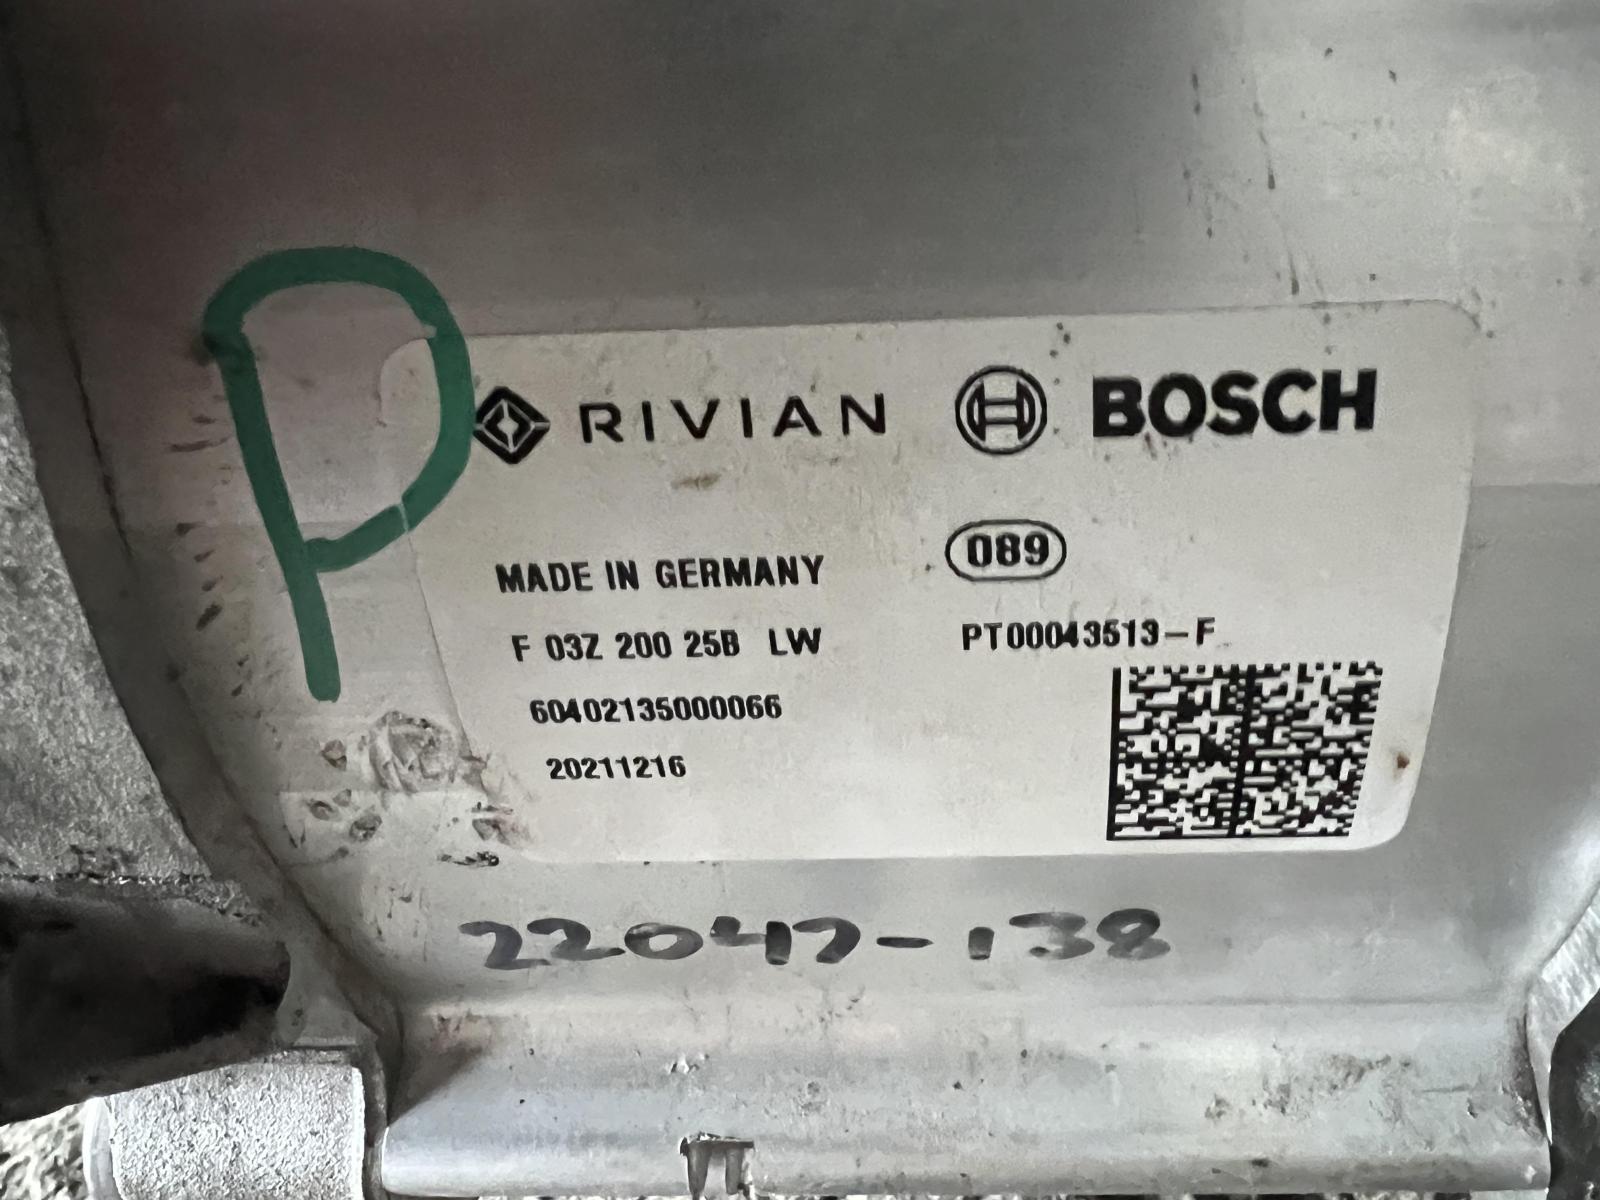 P
RIVIAN BOSCH
089
MADE IN GERMANY
F 03Z 200 25B LW PT00043513-F
60402135000066
20211216
22047-138